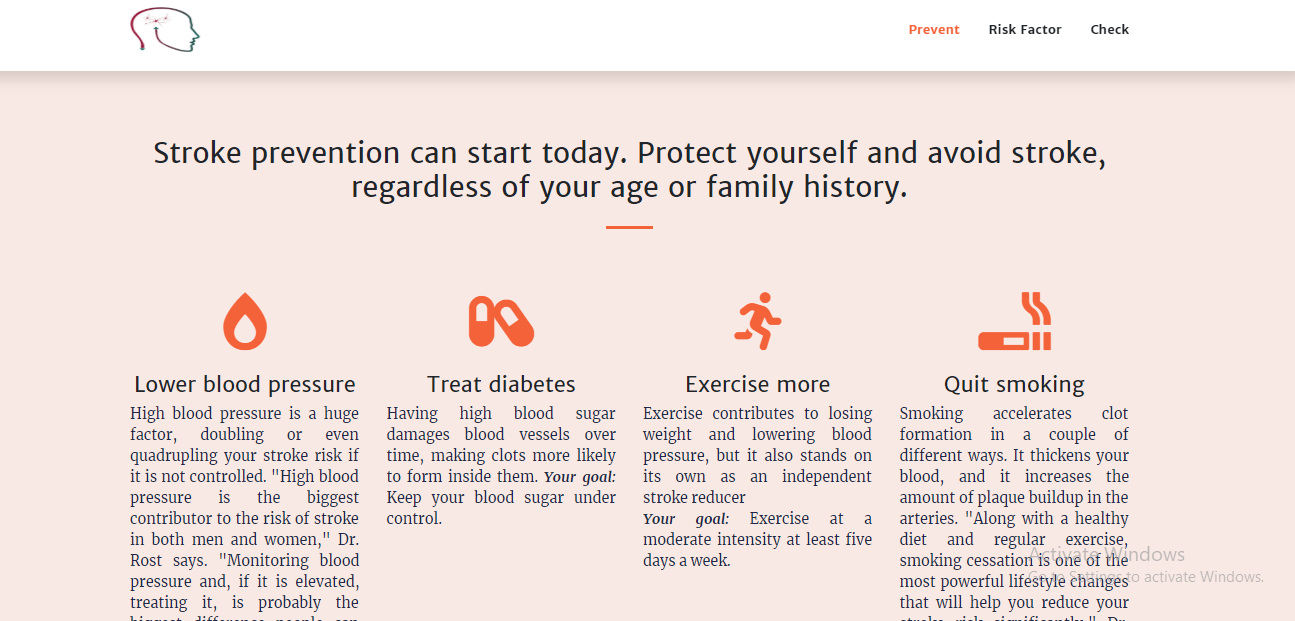 Prevent Risk Factor Check
Stroke prevention can start today. Protect yourself and avoid stroke,
regardless of your age or family history.
Lower blood pressure
High blood pressure is a huge
factor, doubling or even
quadrupling your stroke risk if
it is not controlled. "High blood
pressure is the biggest
contributor to the risk of stroke
in both men and women," Dr.
Rost says. "Monitoring blood
pressure and, if it is elevated,
treating it, is probably the
biggest difference people can
Treat diabetes
Having high blood sugar
damages blood vessels over
time, making clots more likely
to form inside them. Your goal:
Keep your blood sugar under
control.
Exercise more
Exercise contributes to losing
weight and lowering blood
pressure, but it also stands on
its own as an independent
stroke reducer
Your goal: Exercise at a
moderate intensity at least five
days a week.
Quit smoking
Smoking accelerates clot
formation in a couple of
different ways. It thickens your
blood, and it increases the
amount of plaque buildup in the
arteries. "Along with a healthy
diet and regular exercise,
smoking cessation is one of the
most powerful lifestyle changes
that will help you reduce your
stroke risk significantly," Dr.
Activate Windows
Go to Settings to activate Windows.